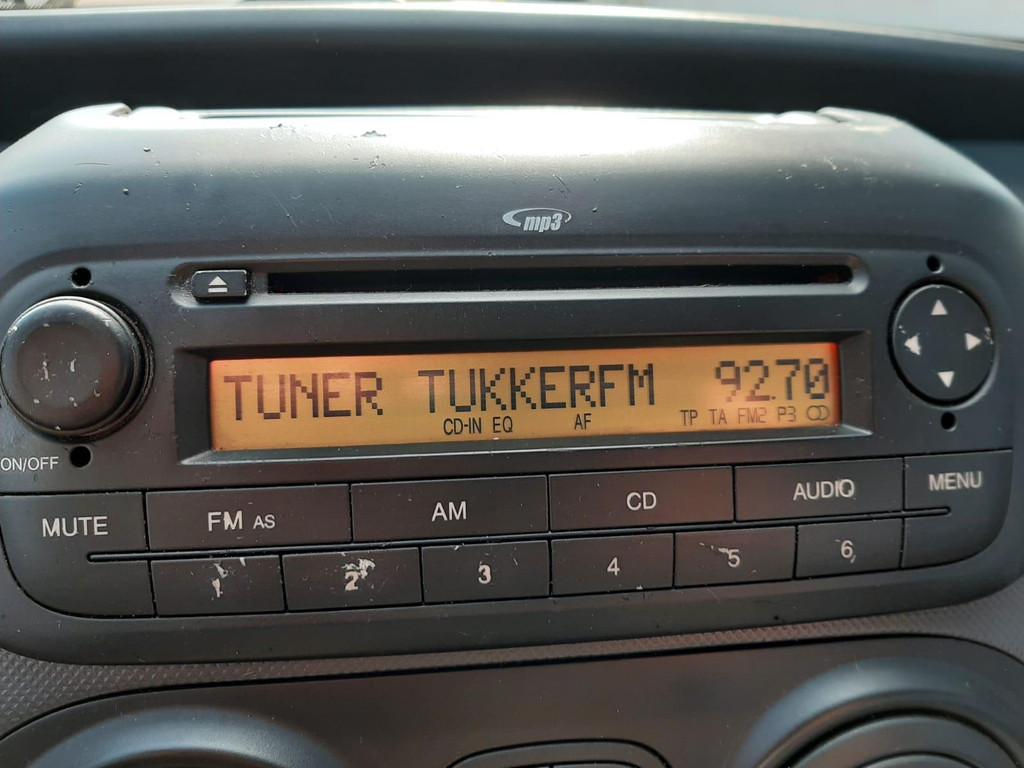 mp3
TUNER TUKKERFM 92.70
CD-IN EQ AF TP TA FM2 P3
ON/OFF
MUTE FM AS AM CD AUDIO MENU
1 2 3 4 5 6